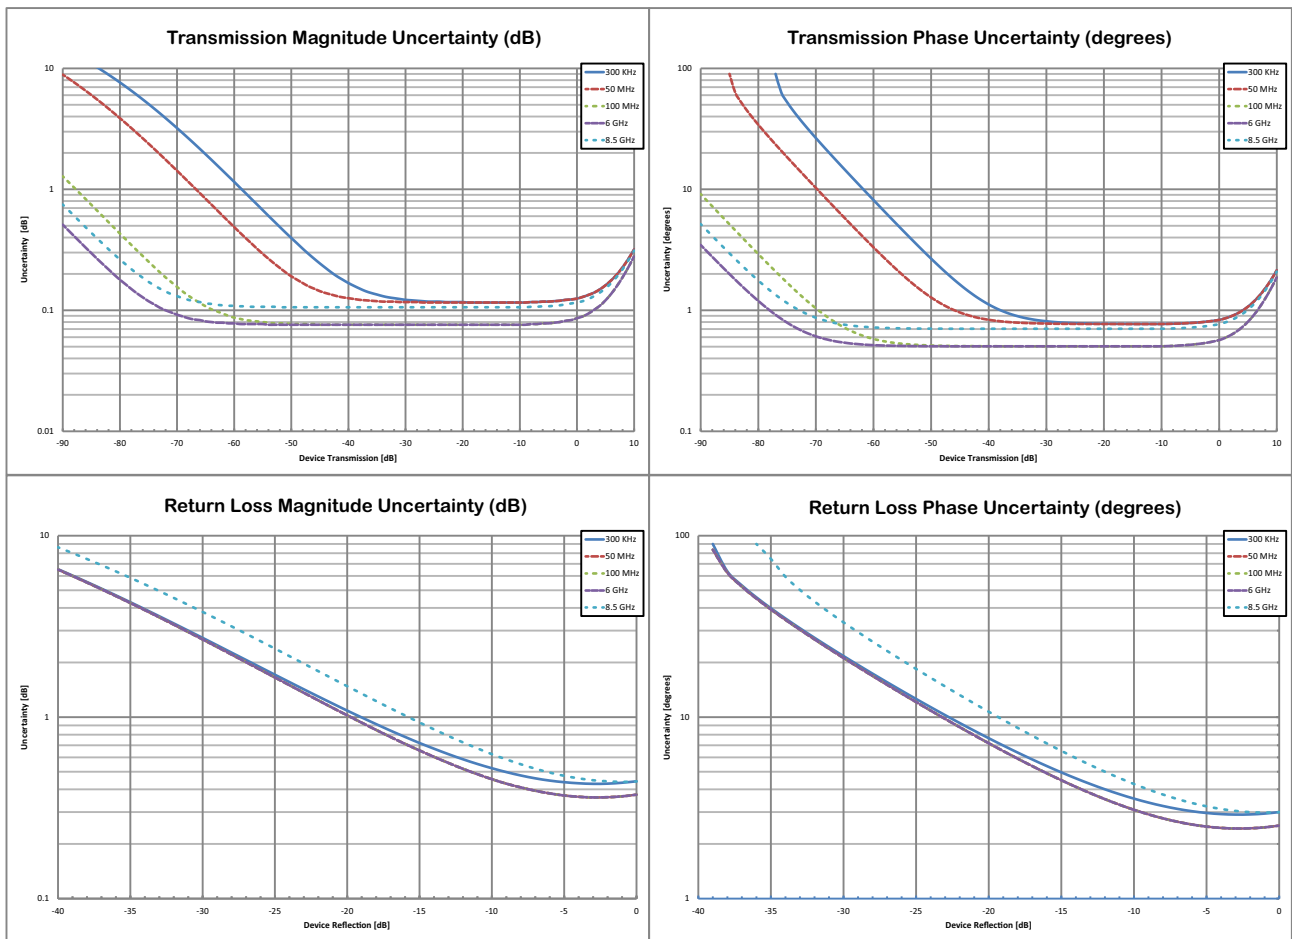 Transmission Magnitude Uncertainty (dB)
10
1
0.1
0.01
Uncertainty [dB]
-90
-80
-70
-60
-50
-40
-30
-20
-10
0
10
Device Transmission [dB]
300 KHz
50 MHz
100 MHz
6 GHz
8.5 GHz
Transmission Phase Uncertainty (degrees)
100
10
1
0.1
Uncertainty [degrees]
-90
-80
-70
-60
-50
-40
-30
-20
-10
0
10
Device Transmission [dB]
300 KHz
50 MHz
100 MHz
6 GHz
8.5 GHz
Return Loss Magnitude Uncertainty (dB)
10
1
0.1
Uncertainty [dB]
-40
-35
-30
-25
-20
-15
-10
-5
0
Device Reflection [dB]
300 KHz
50 MHz
100 MHz
6 GHz
8.5 GHz
Return Loss Phase Uncertainty (degrees)
100
10
1
Uncertainty [degrees]
-40
-35
-30
-25
-20
-15
-10
-5
0
Device Reflection [dB]
300 KHz
50 MHz
100 MHz
6 GHz
8.5 GHz